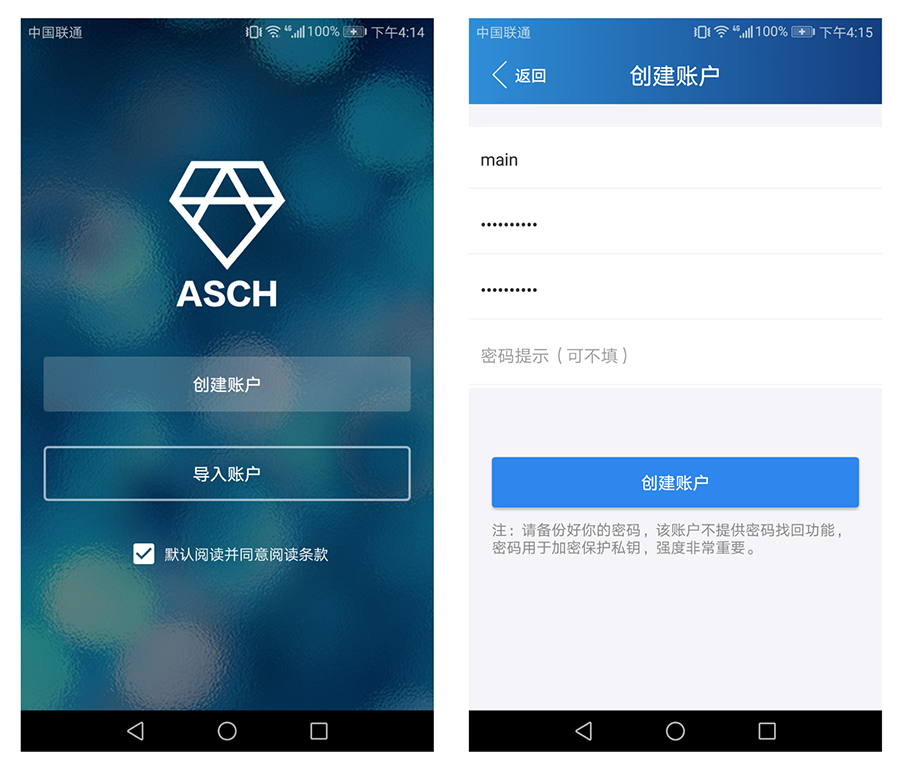 中国联通 4G 100% 下午4:14
ASCH
创建账户
导入账户
默认阅读并同意阅读条款
中国联通 4G 100% 下午4:15
返回 创建账户
main
••••••••••
••••••••••
密码提示（可不填）
创建账户
注：请备份好你的密码，该账户不提供密码找回功能，
密码用于加密保护私钥，强度非常重要。